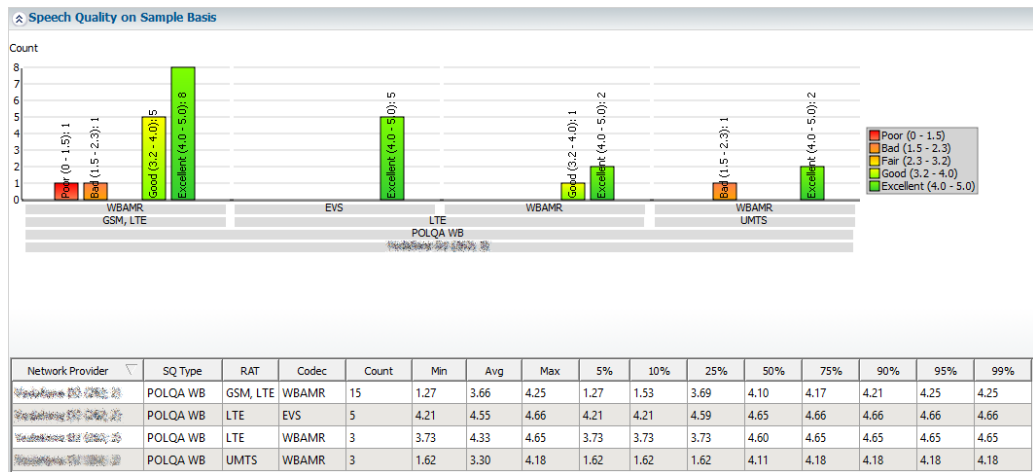 Speech Quality on Sample Basis
Count
8
7
6
5
4
3
2
1
0
Poor (0 - 1.5): 1
Bad (1.5 - 2.3): 1
Good (3.2 - 4.0): 5
Excellent (4.0 - 5.0): 8
Excellent (4.0 - 5.0): 5
Good (3.2 - 4.0): 1
Excellent (4.0 - 5.0): 2
Bad (1.5 - 2.3): 1
Excellent (4.0 - 5.0): 2
Poor (0 - 1.5)
Bad (1.5 - 2.3)
Fair (2.3 - 3.2)
Good (3.2 - 4.0)
Excellent (4.0 - 5.0)
WBAMR EVS WBAMR WBAMR
GSM, LTE LTE UMTS
POLQA WB
Network Provider SQ Type RAT Codec Count Min Avg Max 5% 10% 25% 50% 75% 90% 95% 99%
POLQA WB GSM, LTE WBAMR 15 1.27 3.66 4.25 1.27 1.53 3.69 4.10 4.17 4.21 4.25 4.25
POLQA WB LTE EVS 5 4.21 4.55 4.66 4.21 4.21 4.59 4.65 4.66 4.66 4.66 4.66
POLQA WB LTE WBAMR 3 3.73 4.33 4.65 3.73 3.73 3.73 4.60 4.65 4.65 4.65 4.65
POLQA WB UMTS WBAMR 3 1.62 3.30 4.18 1.62 1.62 1.62 4.11 4.18 4.18 4.18 4.18